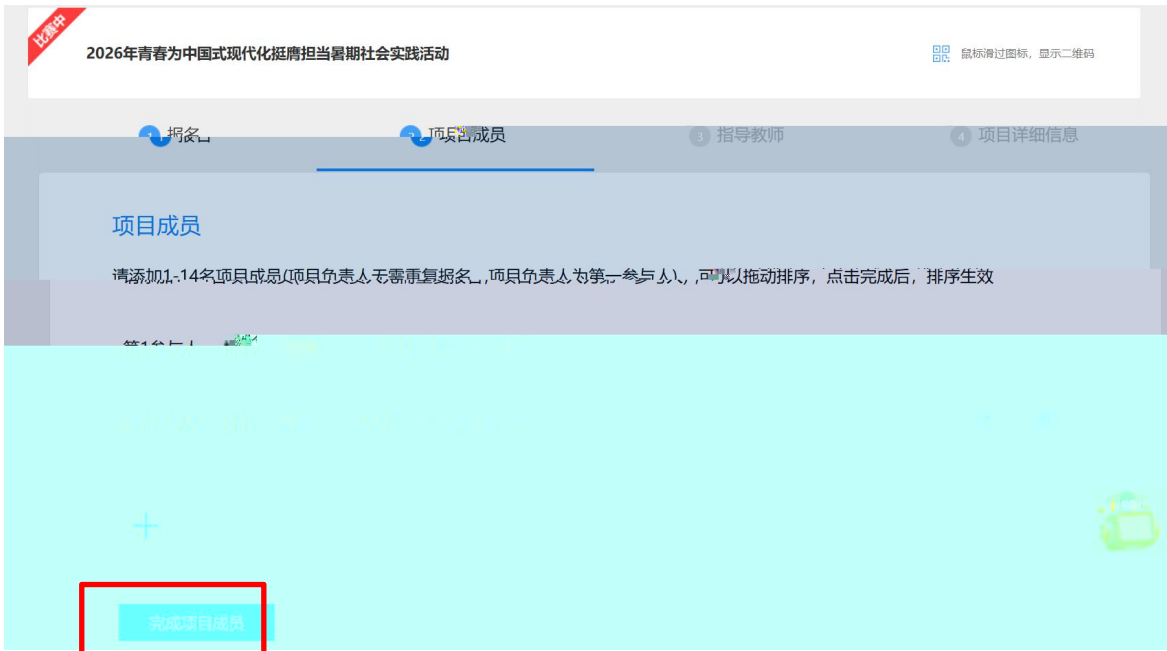 比赛中
2026年青春为中国式现代化挺膺担当暑期社会实践活动
鼠标滑过图标，显示二维码
1 报名
2 项目成员
3 指导教师
4 项目详细信息
项目成员
请添加1-14名项目成员(项目负责人无需重复报名,项目负责人为第一参与人),可以拖动排序，点击完成后，排序生效
第1参与人
完成项目成员